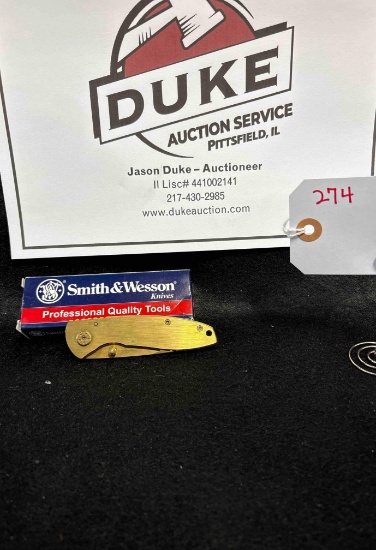 DUKE
AUCTION SERVICE
PITTSFIELD, IL
Jason Duke – Auctioneer
Il Lisc# 441002141
217-430-2985
www.dukeauction.com
274
Smith & Wesson
Knives
Professional Quality Tools